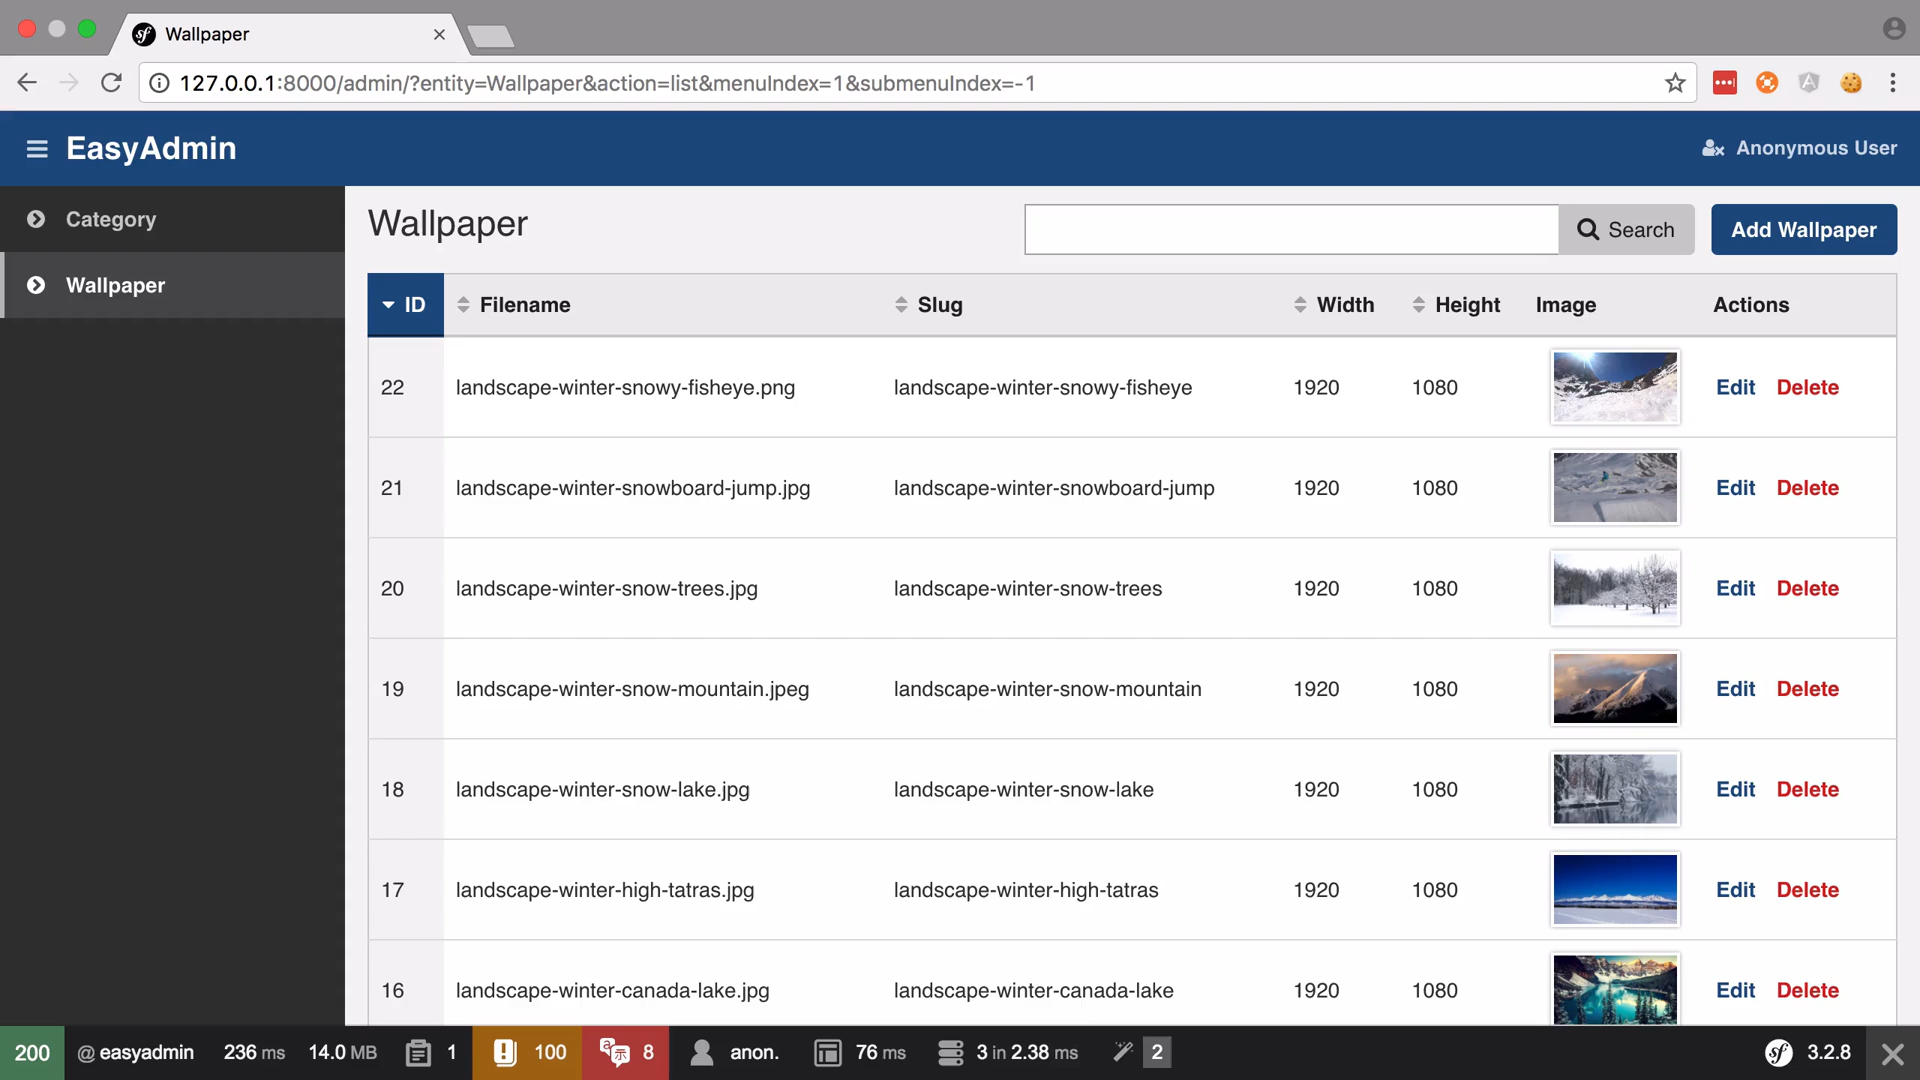 Wallpaper
127.0.0.1:8000/admin/?entity=Wallpaper&action=list&menuIndex=1&submenuIndex=-1
EasyAdmin
Anonymous User
Category
Wallpaper
Wallpaper
Search
Add Wallpaper
ID Filename Slug Width Height Image Actions
22 landscape-winter-snowy-fisheye.png landscape-winter-snowy-fisheye 1920 1080 Edit Delete
21 landscape-winter-snowboard-jump.jpg landscape-winter-snowboard-jump 1920 1080 Edit Delete
20 landscape-winter-snow-trees.jpg landscape-winter-snow-trees 1920 1080 Edit Delete
19 landscape-winter-snow-mountain.jpeg landscape-winter-snow-mountain 1920 1080 Edit Delete
18 landscape-winter-snow-lake.jpg landscape-winter-snow-lake 1920 1080 Edit Delete
17 landscape-winter-high-tatras.jpg landscape-winter-high-tatras 1920 1080 Edit Delete
16 landscape-winter-canada-lake.jpg landscape-winter-canada-lake 1920 1080 Edit Delete
200 @ easyadmin 236 ms 14.0 MB 1 100 8 anon. 76 ms 3 in 2.38 ms 2 sf 3.2.8